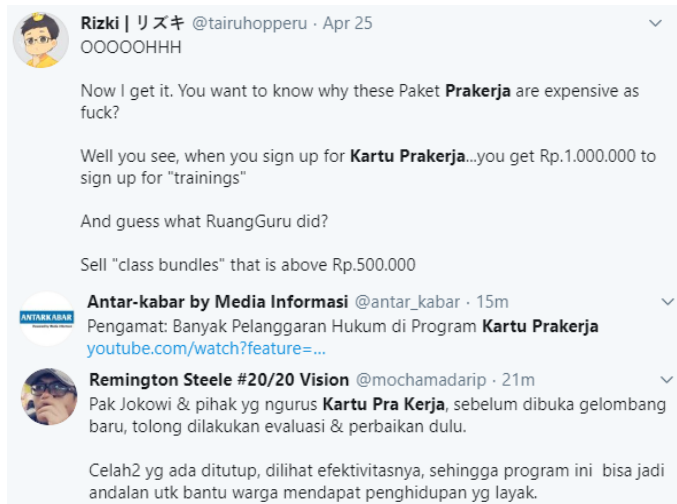 Rizki | リズキ @tairuhopperu · Apr 25
OOOOOHHH
Now I get it. You want to know why these Paket Prakerja are expensive as
fuck?
Well you see, when you sign up for Kartu Prakerja...you get Rp.1.000.000 to
sign up for "trainings"
And guess what RuangGuru did?
Sell "class bundles" that is above Rp.500.000
Antar-kabar by Media Informasi @antar_kabar · 15m
ANTARKABAR
Pengamat: Banyak Pelanggaran Hukum di Program Kartu Prakerja
youtube.com/watch?feature=...
Remington Steele #20/20 Vision @mochamadarip · 21m
Pak Jokowi & pihak yg ngurus Kartu Pra Kerja, sebelum dibuka gelombang
baru, tolong dilakukan evaluasi & perbaikan dulu.
Celah2 yg ada ditutup, dilihat efektivitasnya, sehingga program ini bisa jadi
andalan utk bantu warga mendapat penghidupan yg layak.